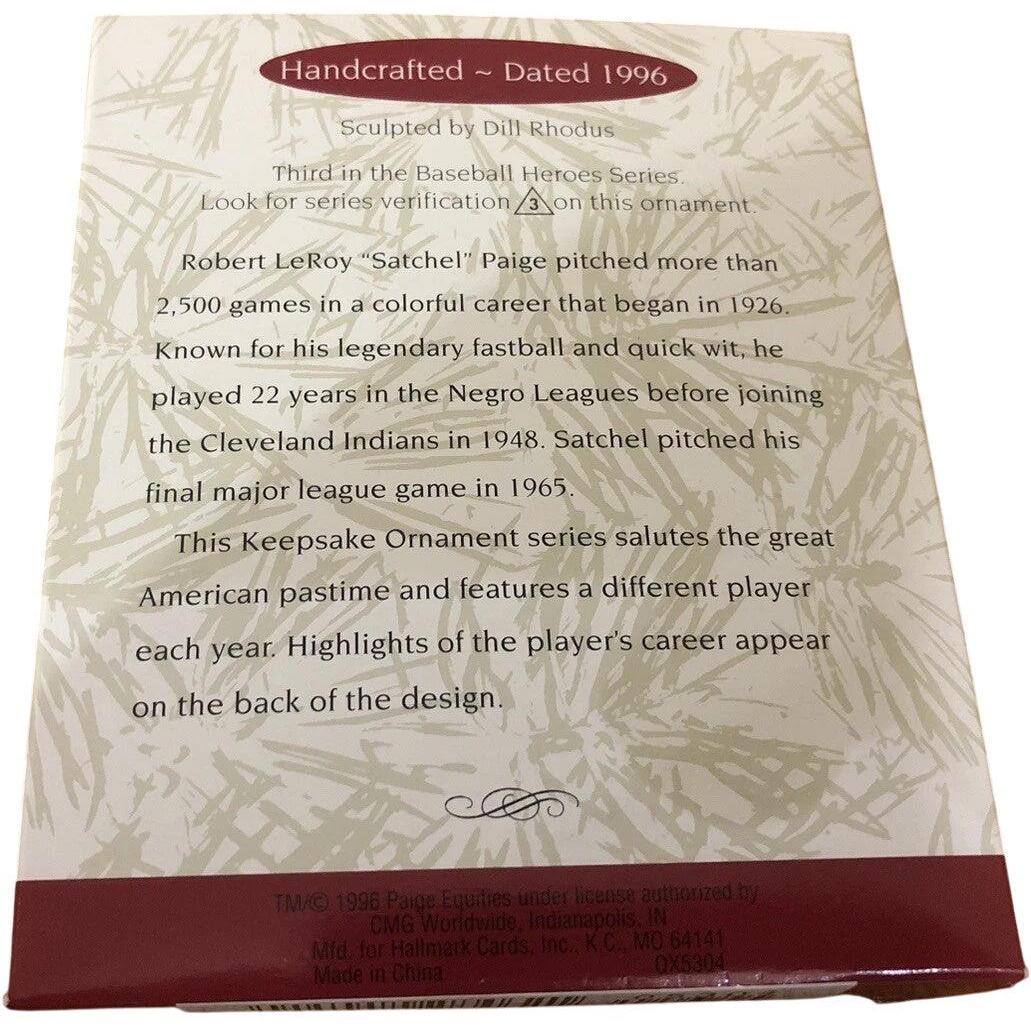 Handcrafted ~ Dated 1996
Sculpted by Dill Rhodus
Third in the Baseball Heroes Series.
Look for series verification 3 on this ornament.
Robert LeRoy “Satchel” Paige pitched more than
2,500 games in a colorful career that began in 1926.
Known for his legendary fastball and quick wit, he
played 22 years in the Negro Leagues before joining
the Cleveland Indians in 1948. Satchel pitched his
final major league game in 1965.
This Keepsake Ornament series salutes the great
American pastime and features a different player
each year. Highlights of the player's career appear
on the back of the design.
TM/© 1996 Paige Equities under license authorized by
CMG Worldwide, Indianapolis, IN
Mfd. for Hallmark Cards, Inc., K.C., MO 64141
Made in China QX5304